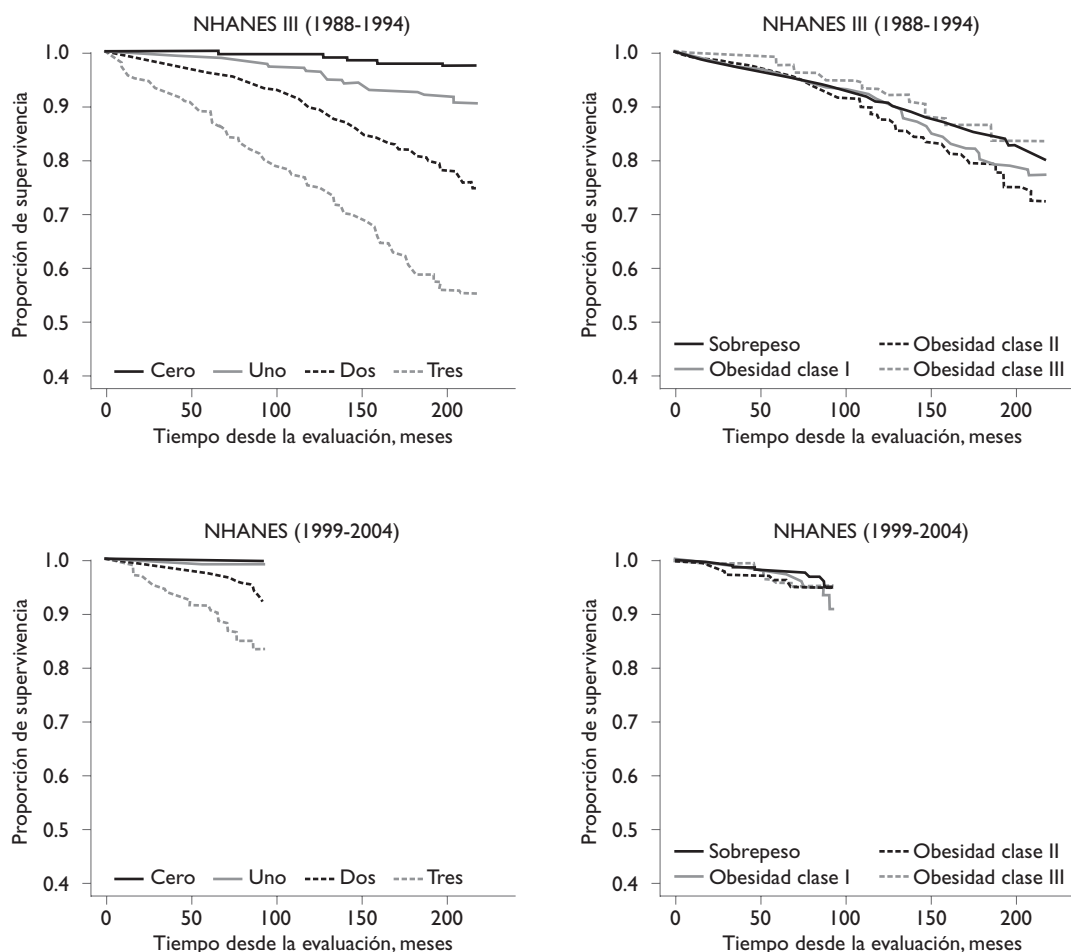 NHANES III (1988-1994)
Proporción de supervivencia
1.0
0.9
0.8
0.7
0.6
0.5
0.4
Cero Uno Dos Tres
0 50 100 150 200
Tiempo desde la evaluación, meses
NHANES III (1988-1994)
Proporción de supervivencia
1.0
0.9
0.8
0.7
0.6
0.5
0.4
Sobrepeso Obesidad clase II
Obesidad clase I Obesidad clase III
0 50 100 150 200
Tiempo desde la evaluación, meses
NHANES (1999-2004)
Proporción de supervivencia
1.0
0.9
0.8
0.7
0.6
0.5
0.4
Cero Uno Dos Tres
0 50 100 150 200
Tiempo desde la evaluación, meses
NHANES (1999-2004)
Proporción de supervivencia
1.0
0.9
0.8
0.7
0.6
0.5
0.4
Sobrepeso Obesidad clase II
Obesidad clase I Obesidad clase III
0 50 100 150 200
Tiempo desde la evaluación, meses